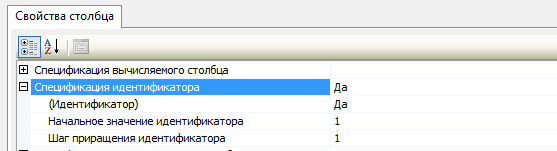 Свойства столбца
Спецификация вычисляемого столбца
Спецификация идентификатора Да
(Идентификатор) Да
Начальное значение идентификатора 1
Шаг приращения идентификатора 1